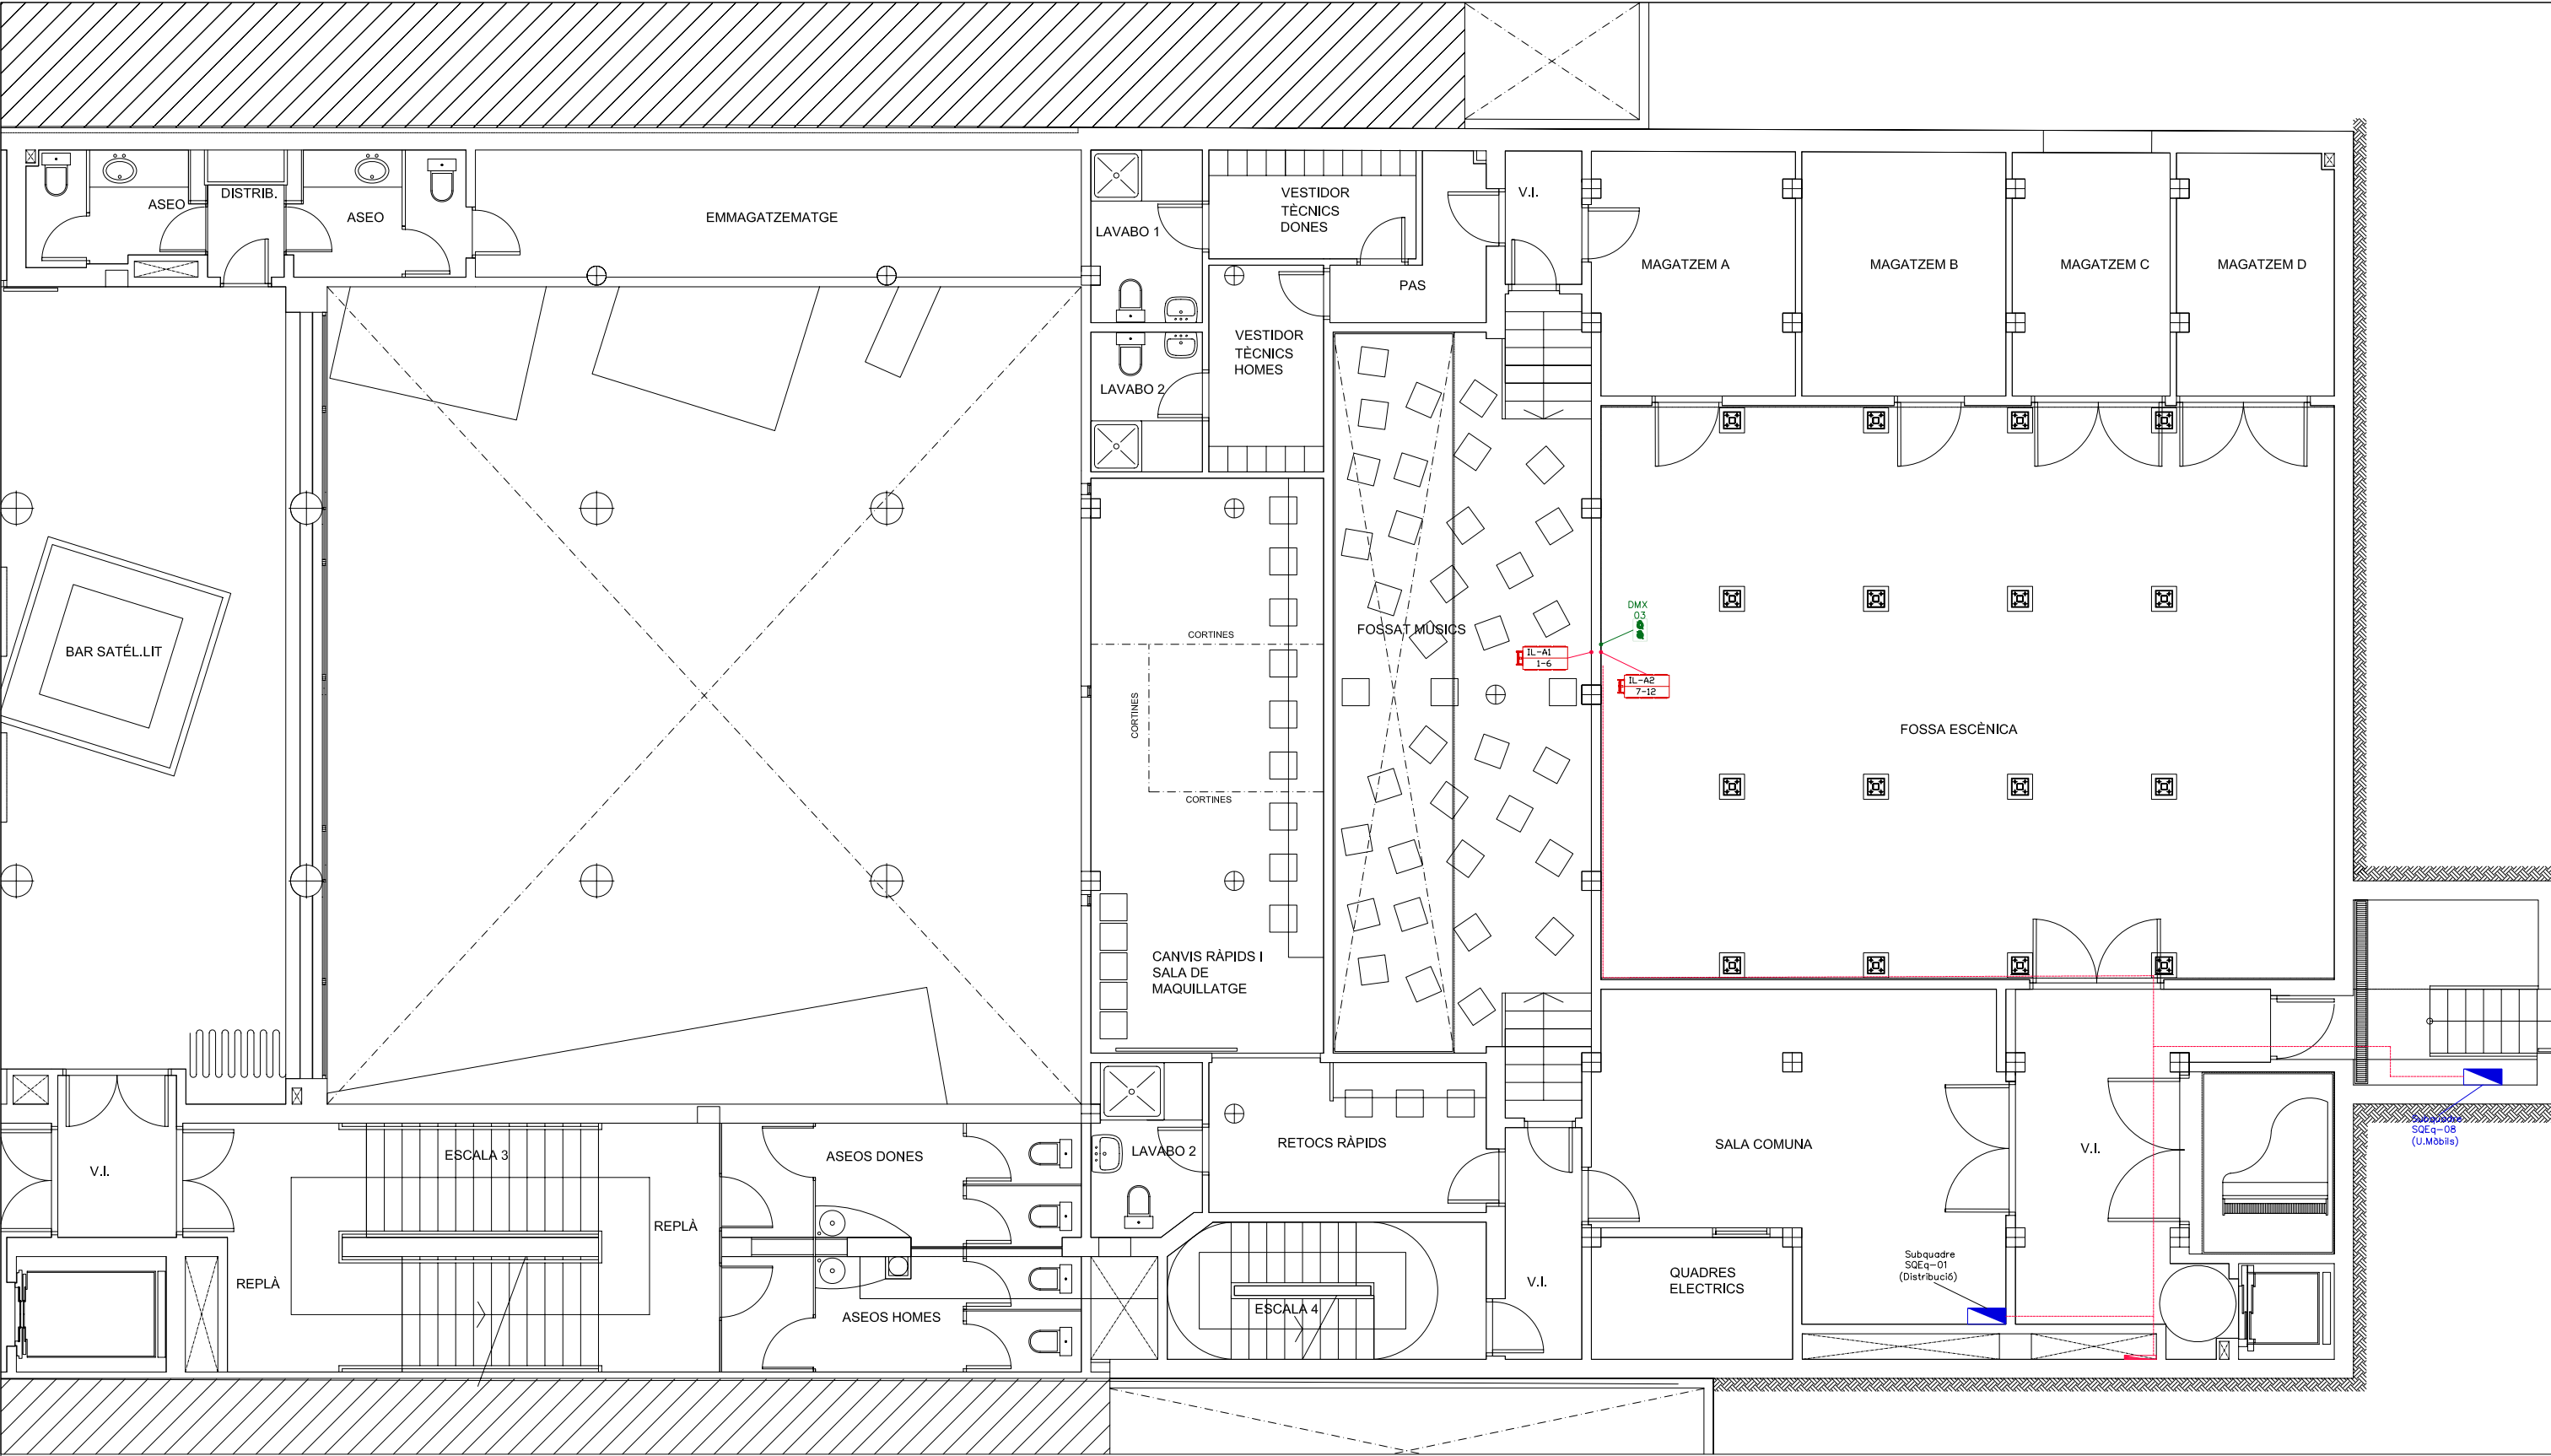 DISTRIB.
ASEO
ASEO
EMMAGATZEMATGE
LAVABO 1
VESTIDOR
TÈCNICS
DONES
V.I.
PAS
MAGATZEM A
MAGATZEM B
MAGATZEM C
MAGATZEM D
VESTIDOR
TÈCNICS
HOMES
LAVABO 2
BAR SATÉL.LIT
CORTINES
CORTINES
CORTINES
FOSSAT MÚSICS
DMX
03
IL-A1
1-6
IL-A2
7-12
FOSSA ESCÈNICA
CANVIS RÀPIDS I
SALA DE
MAQUILLATGE
V.I.
ESCALA 3
REPLÀ
REPLÀ
ASEOS DONES
ASEOS HOMES
LAVABO 2
RETOCS RÀPIDS
ESCALA 4
V.I.
SALA COMUNA
QUADRES
ELECTRICS
Subquadre
SQEq-01
(Distribució)
V.I.
Subquadre
SQEq-08
(U.Mòbils)